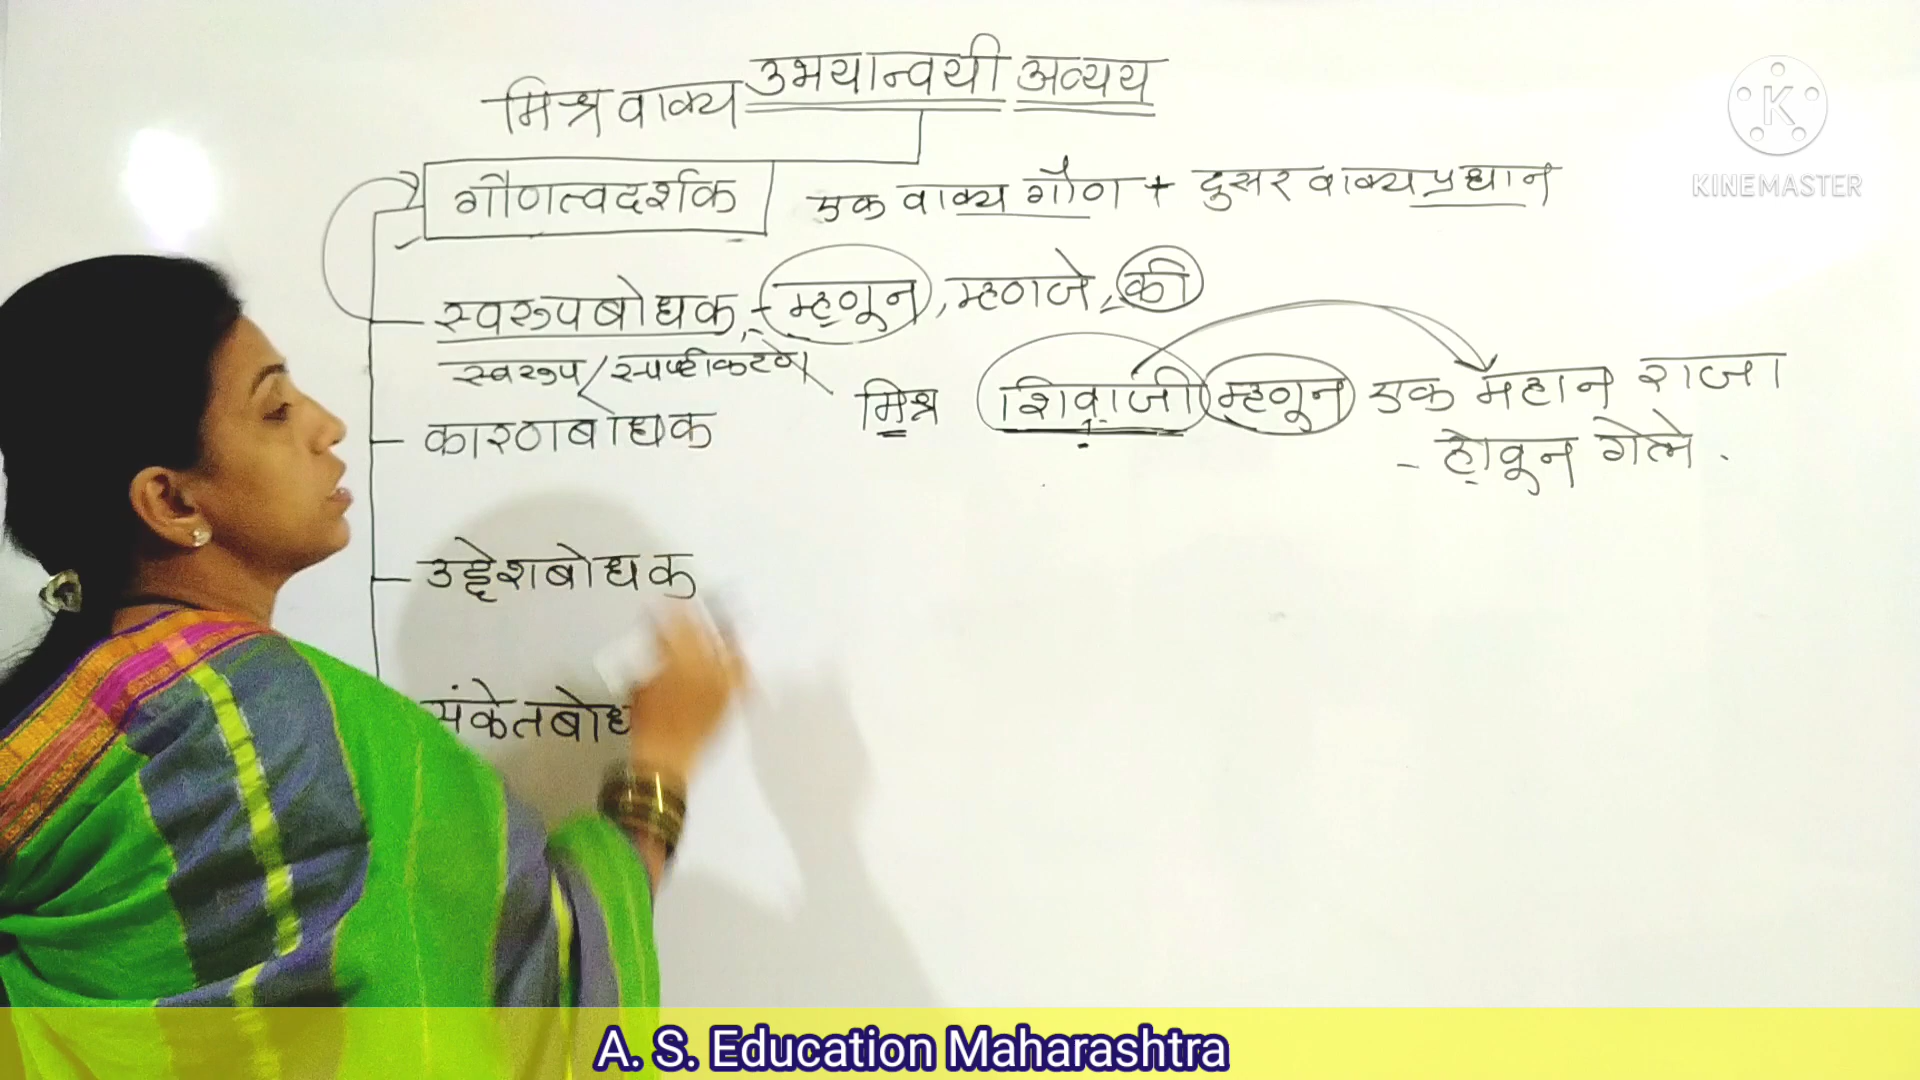 मिश्र वाक्य उभयान्वयी अव्यय
गौणत्वदर्शक एक वाक्य गौण + दुसर वाक्य प्रधान
स्वरुपबोधक - म्हणून, म्हणजे, की
स्वरूप/स्पष्टीकरण
मिश्र शिवाजी म्हणून एक महान राजा
- होवून गेले.
कारणबोधक
उद्देशबोधक
संकेतबोध
K
KINEMASTER
A. S. Education Maharashtra